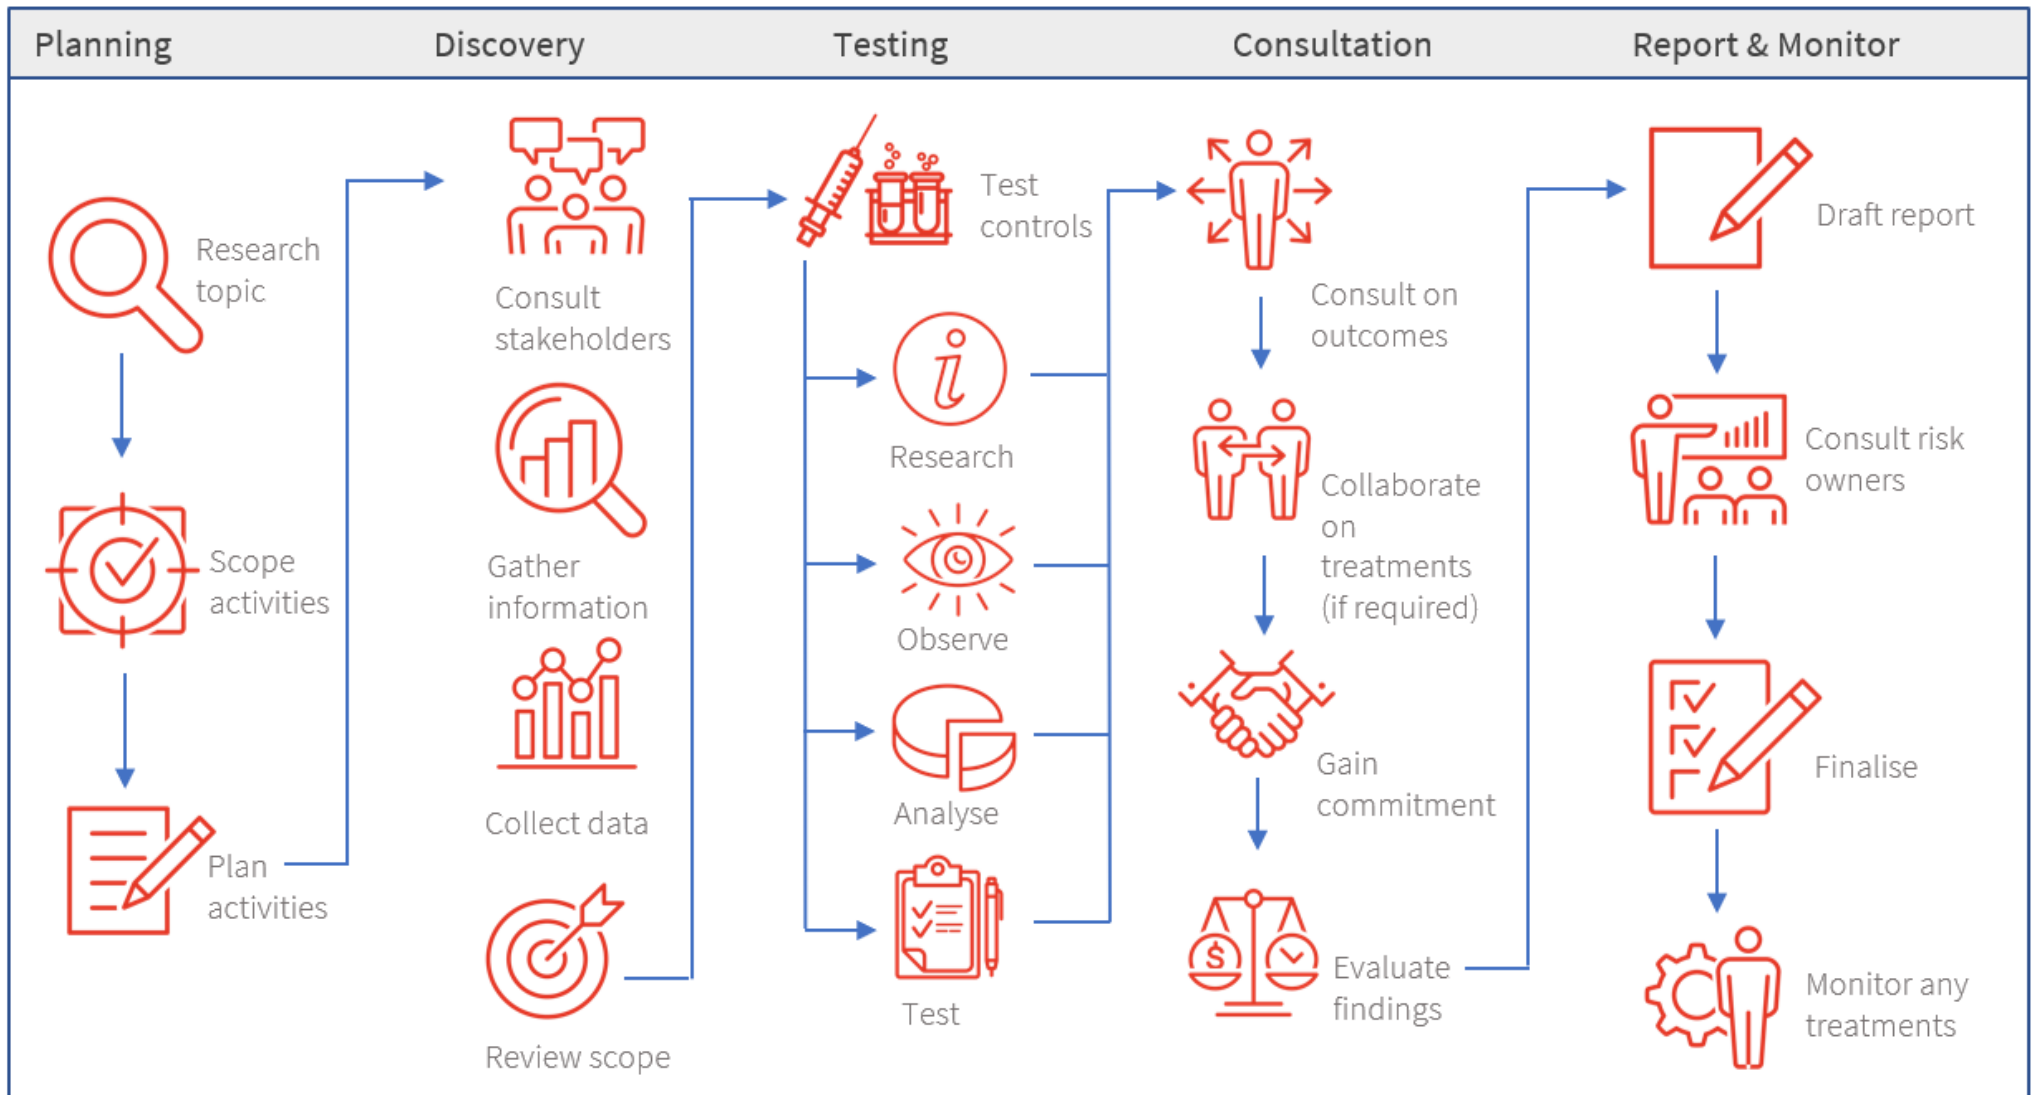 Planning
Discovery
Testing
Consultation
Report & Monitor
Research
topic
Scope
activities
Plan
activities
Consult
stakeholders
Gather
information
Collect data
Review scope
Test
controls
Research
Observe
Analyse
Test
Consult on
outcomes
Collaborate
on
treatments
(if required)
Gain
commitment
$
Evaluate
findings
Draft report
Consult risk
owners
Finalise
Monitor any
treatments